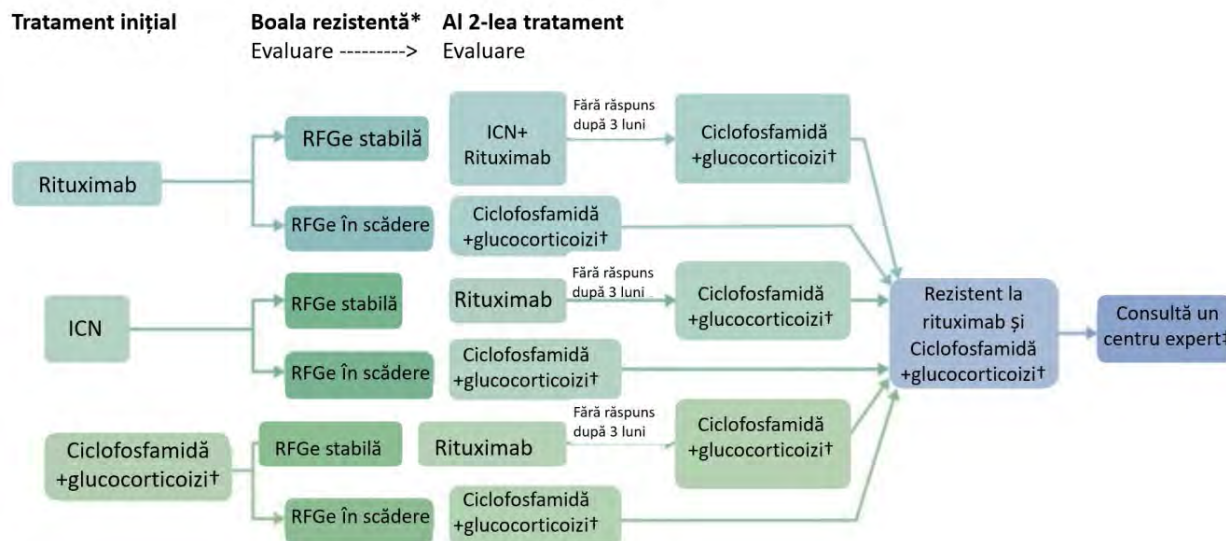 Tratament inițial
Boala rezistentă*
Al 2-lea tratament
Evaluare --------->
Evaluare
Rituximab
RFGe stabilă
ICN+
Rituximab
Fără răspuns
după 3 luni
Ciclofosfamidă
+glucocorticoizi†
RFGe în scădere
Ciclofosfamidă
+glucocorticoizi†
ICN
RFGe stabilă
Rituximab
Fără răspuns
după 3 luni
Ciclofosfamidă
+glucocorticoizi†
RFGe în scădere
Ciclofosfamidă
+glucocorticoizi†
Ciclofosfamidă
+glucocorticoizi†
RFGe stabilă
Rituximab
Fără răspuns
după 3 luni
Ciclofosfamidă
+glucocorticoizi†
RFGe în scădere
Ciclofosfamidă
+glucocorticoizi†
Rezistent la
rituximab și
Ciclofosfamidă
+glucocorticoizi†
Consultă un
centru expert‡